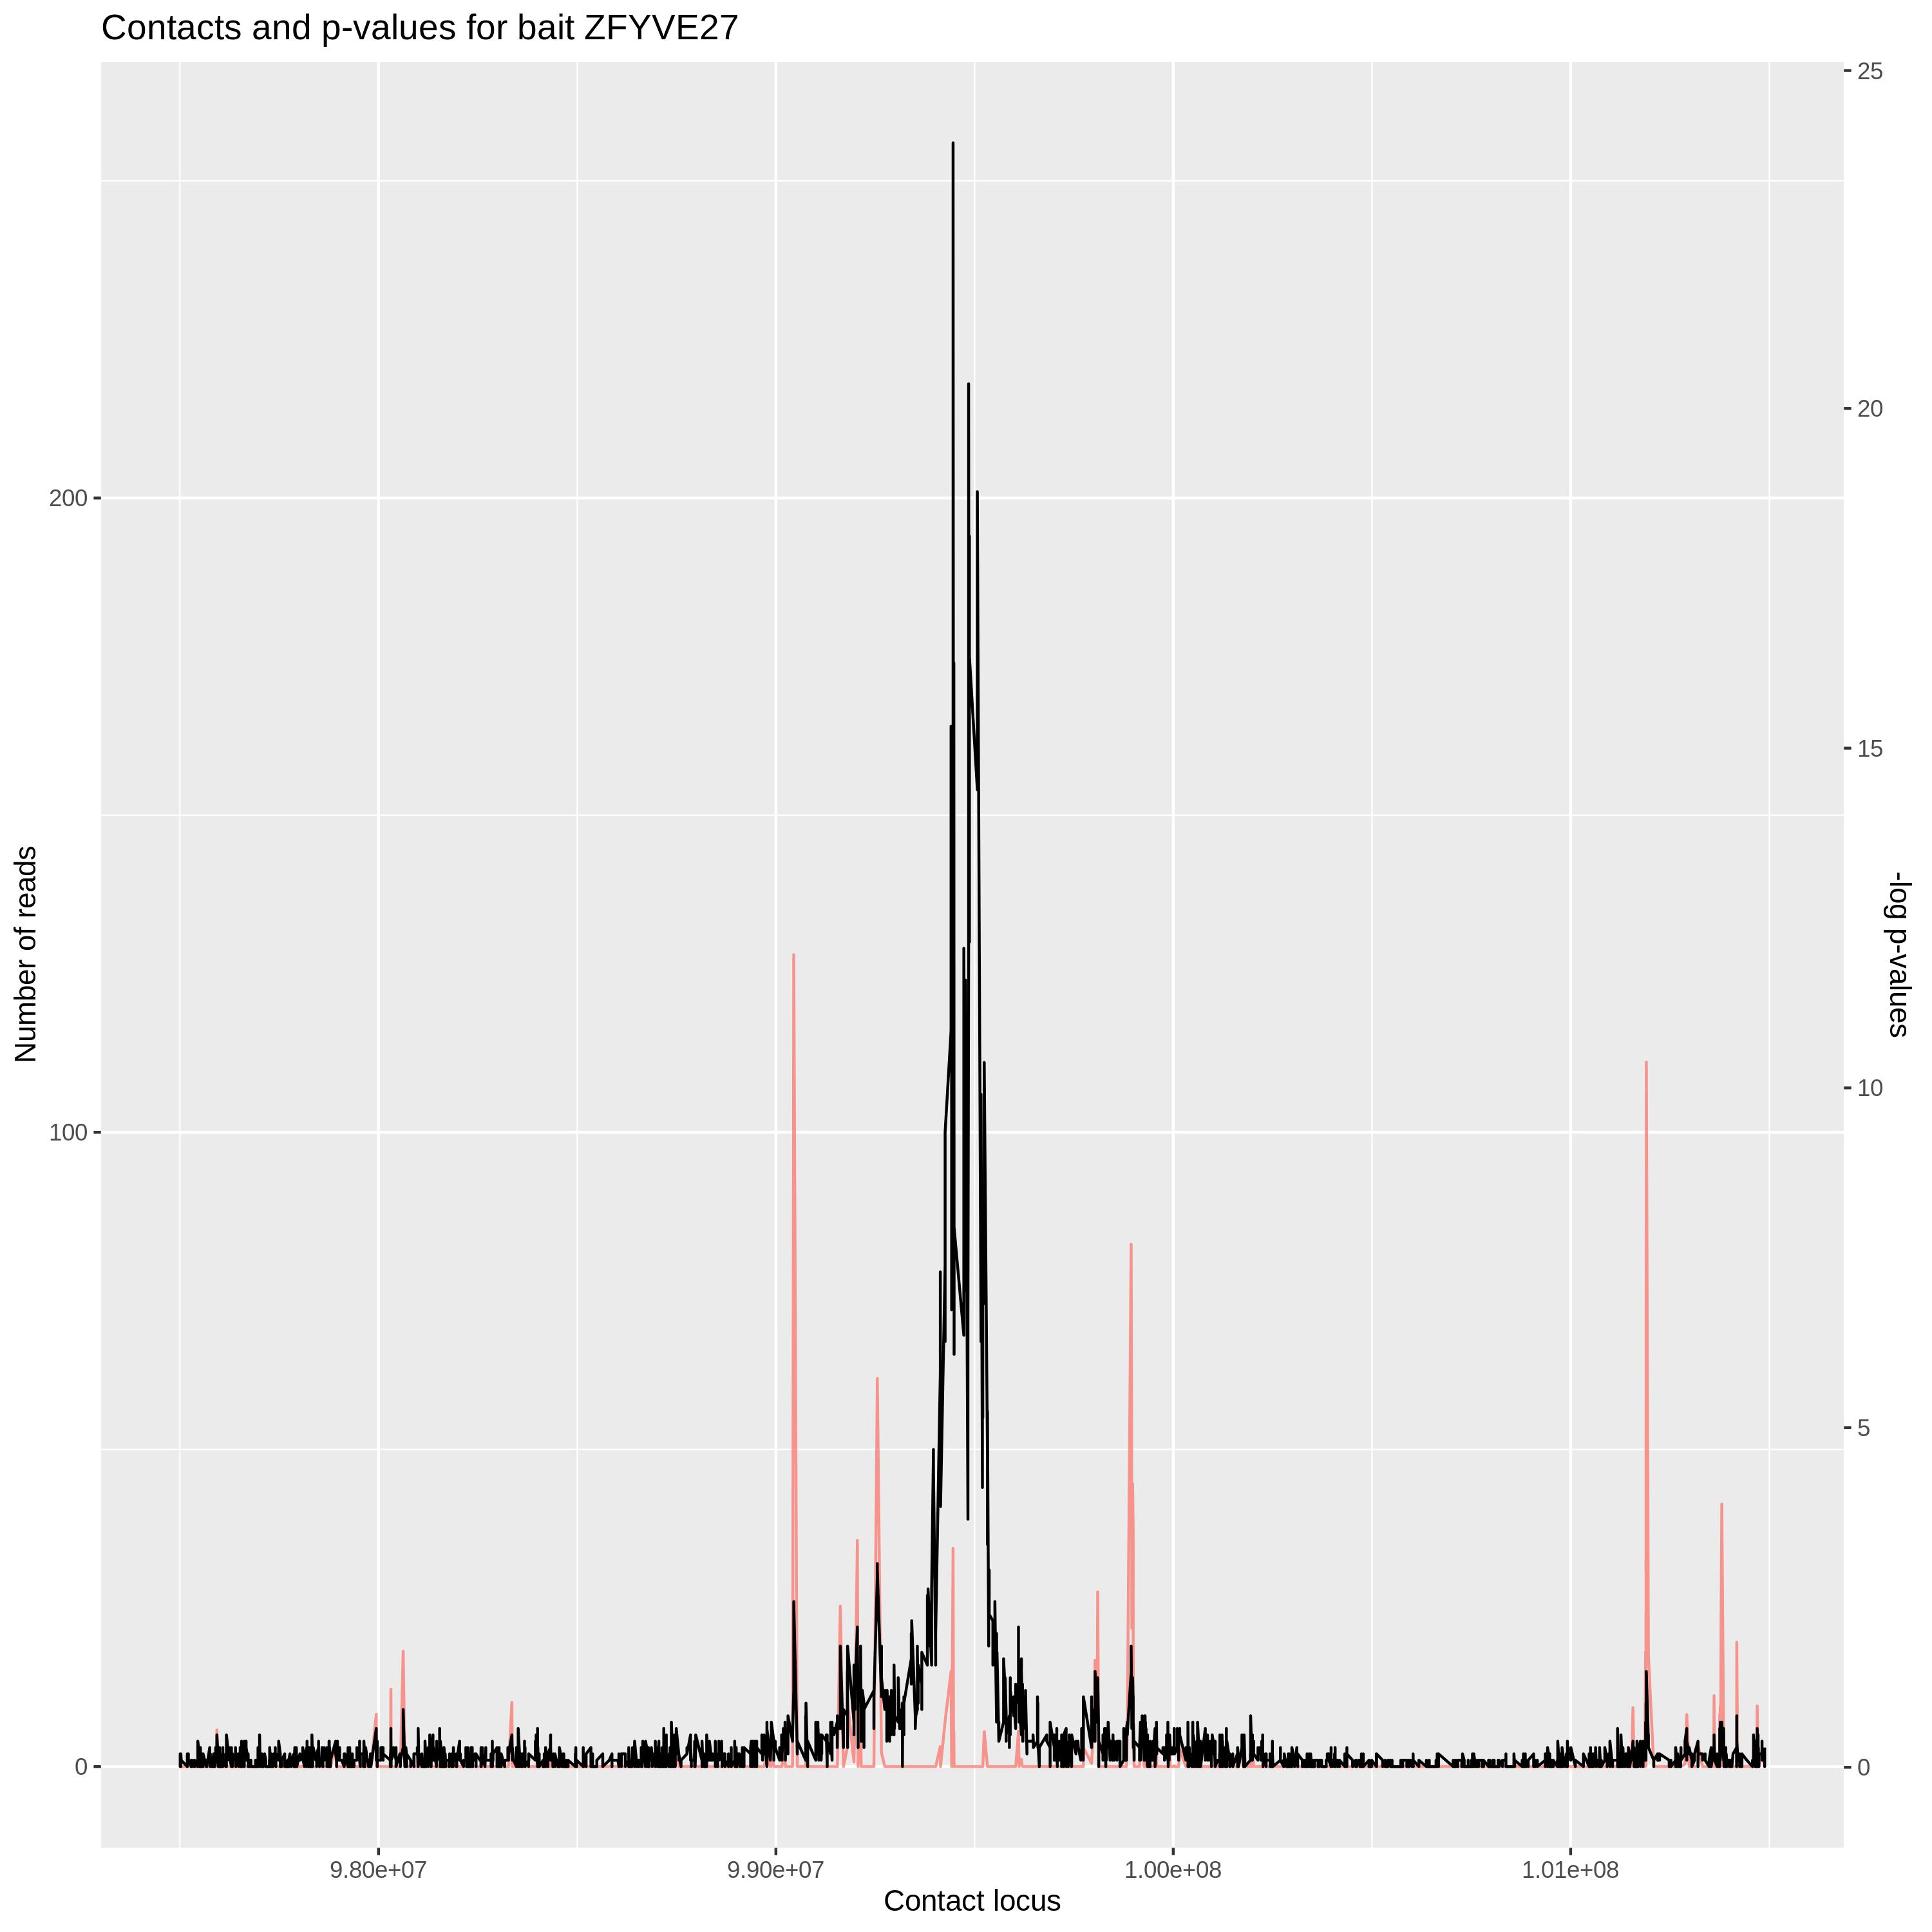 Contacts and p-values for bait ZFYVE27
25
20
200
15
Number of reads
-log p-values
10
100
5
0
0
9.80e+07
9.90e+07
1.00e+08
1.01e+08
Contact locus